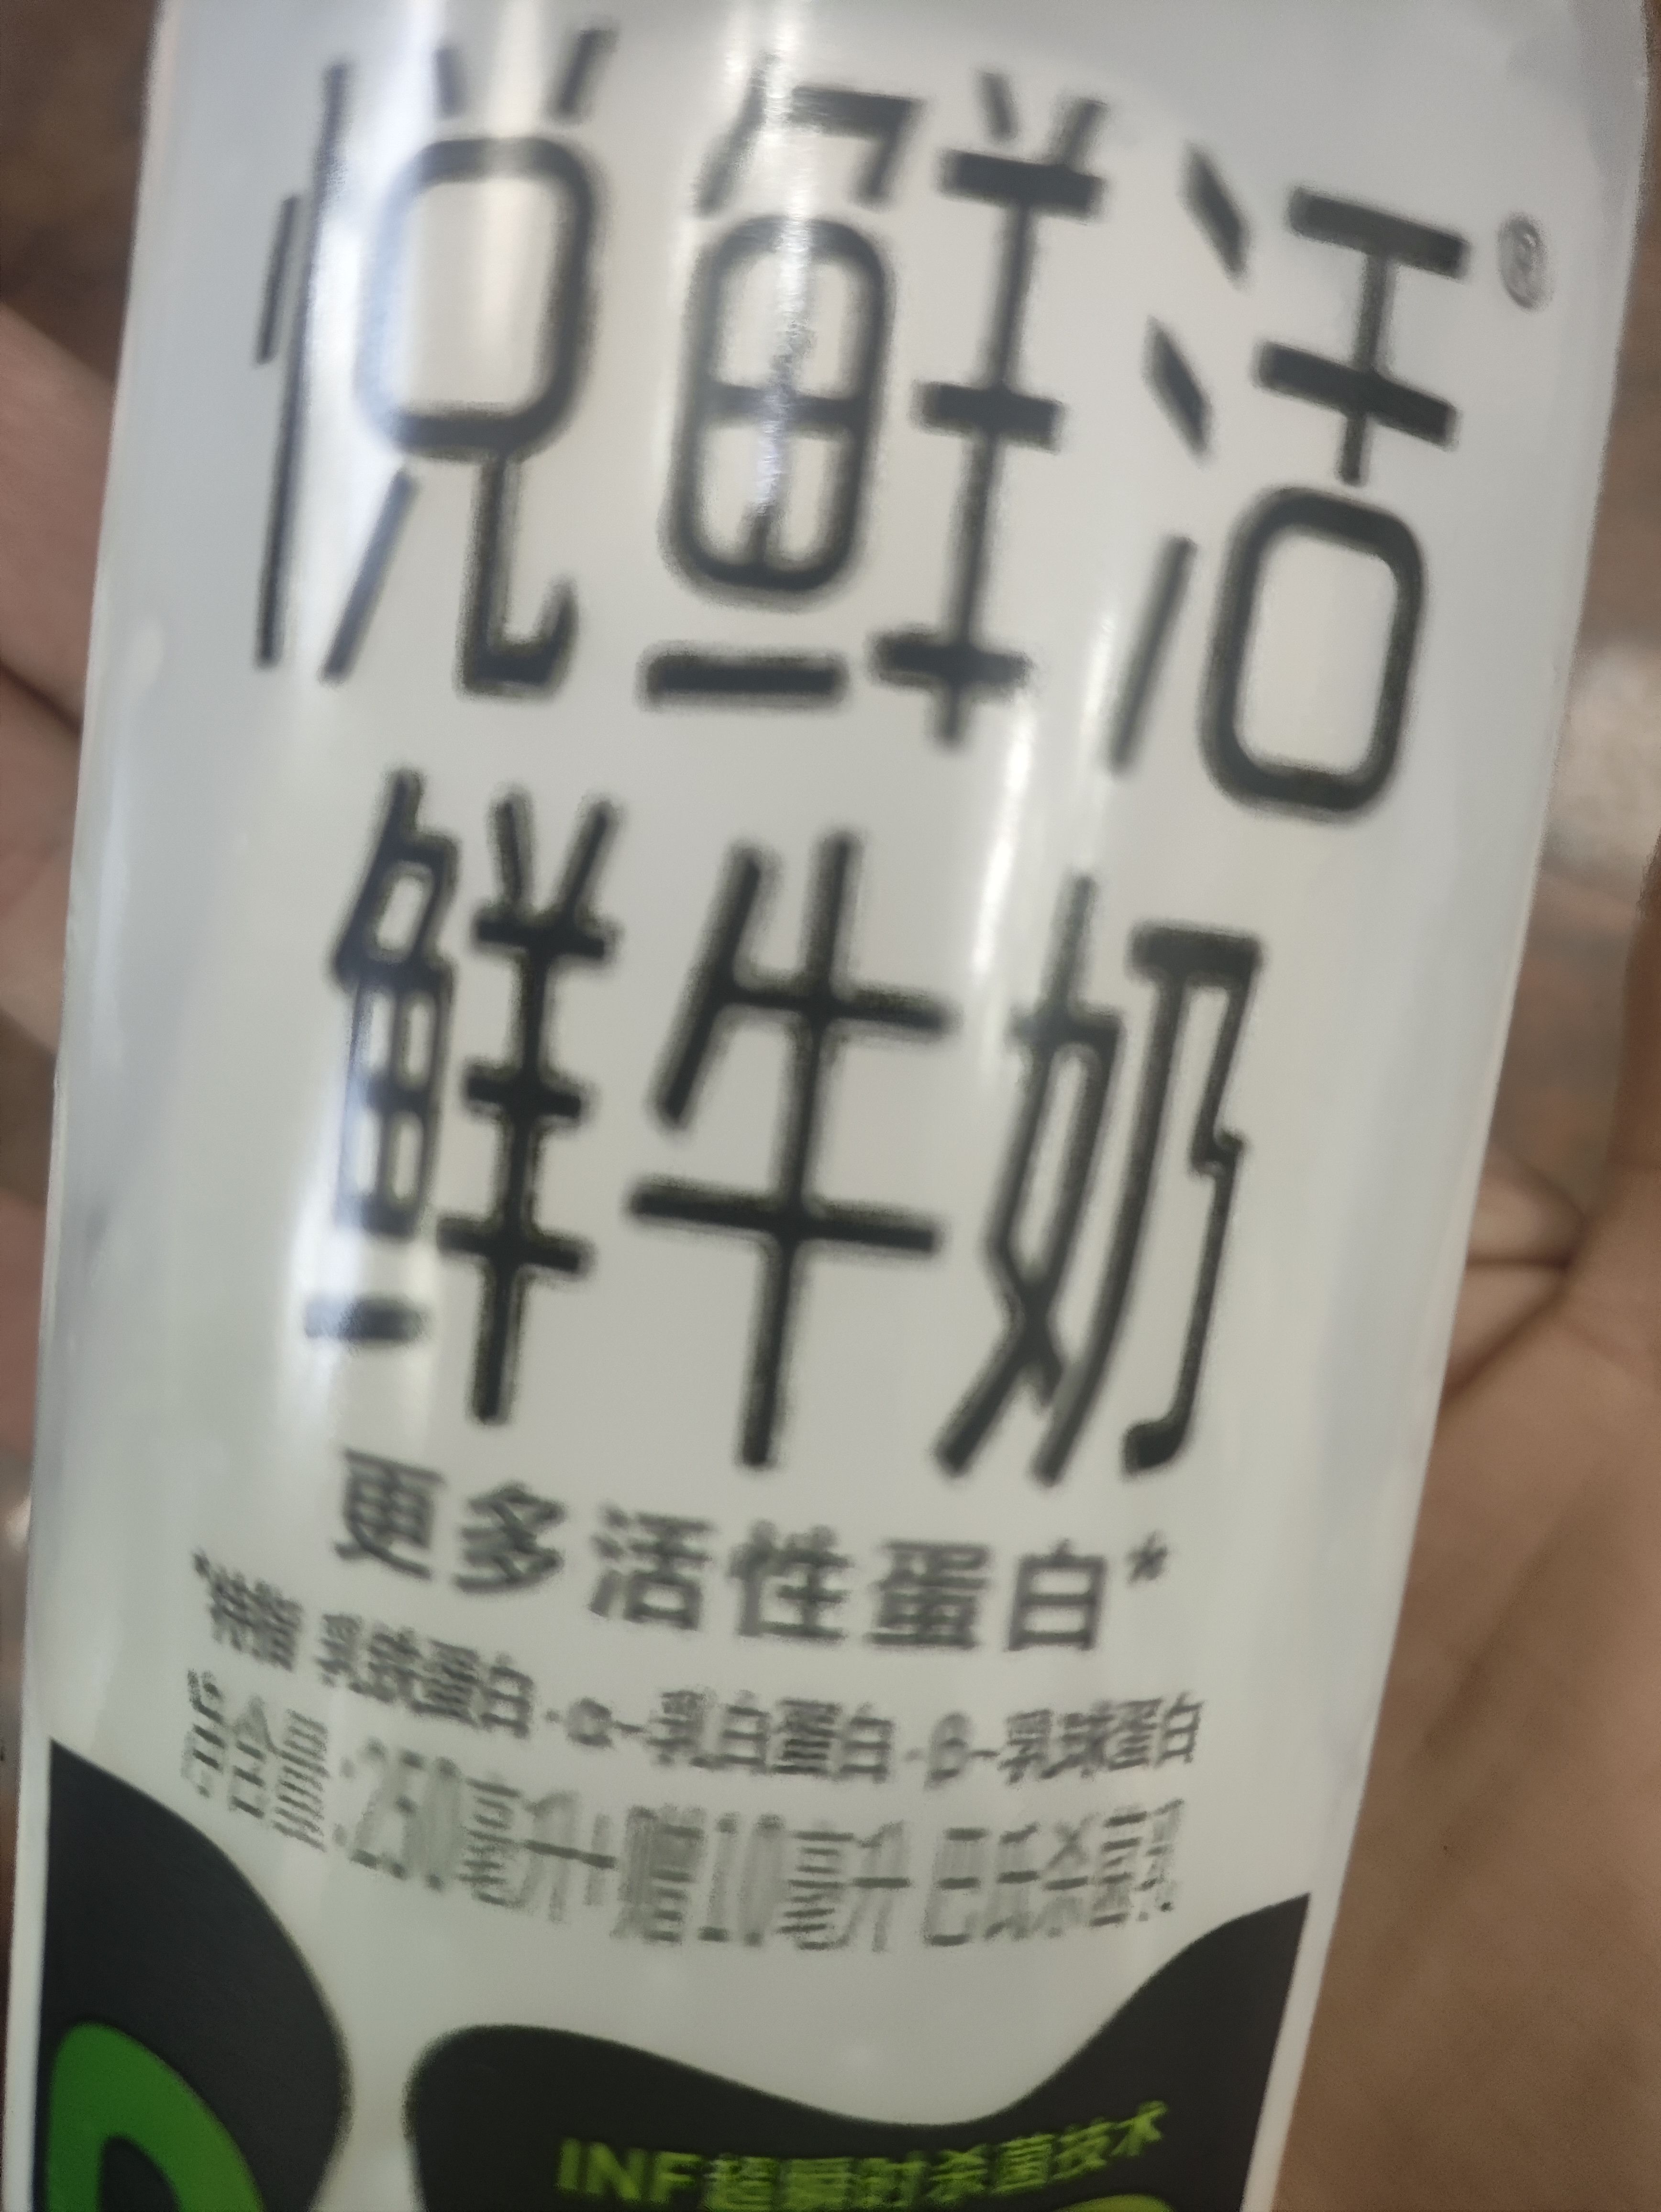 悦鲜活®
鲜牛奶
更多活性蛋白*
*特指 乳铁蛋白·α-乳白蛋白·β-乳球蛋白
净含量:250毫升+赠10毫升 巴氏杀菌乳
INF超瞬时杀菌技术